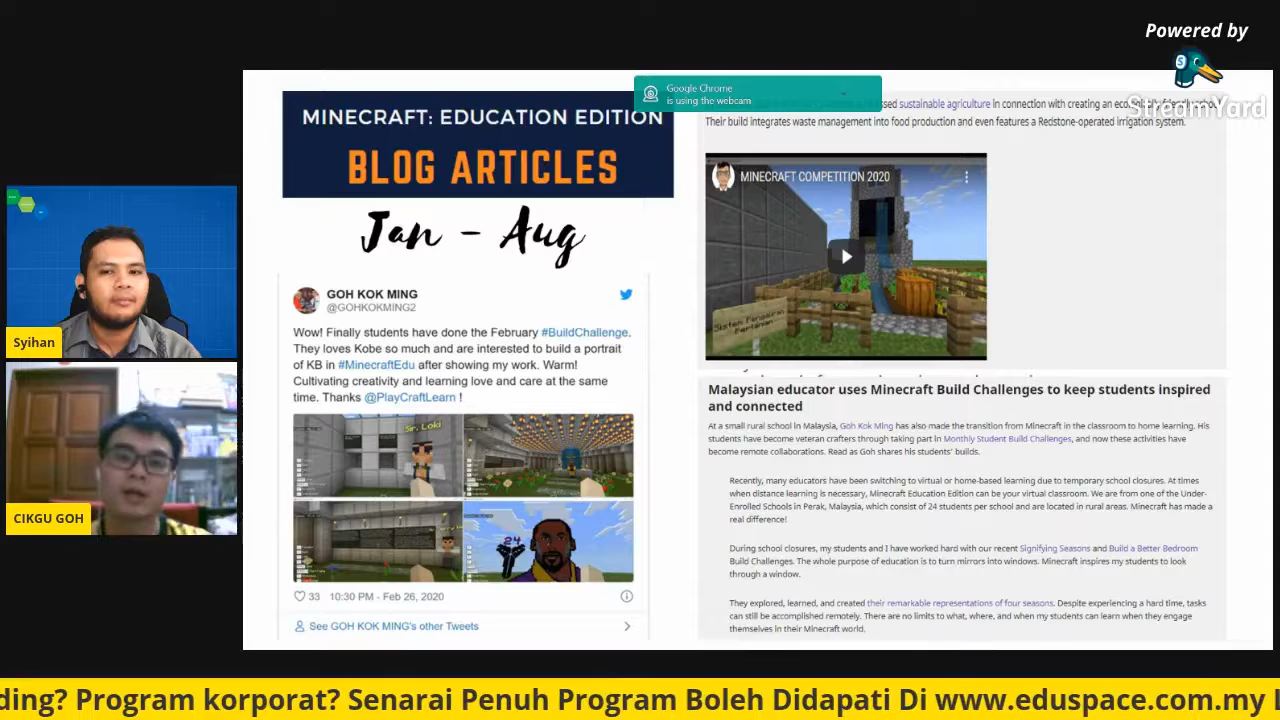 Powered by
StreamYard
Google Chrome
is using the webcam
MINECRAFT: EDUCATION EDITION
BLOG ARTICLES
Jan - Aug
GOH KOK MING
@GOHKOKMING2
Wow! Finally students have done the February #BuildChallenge.
They loves Kobe so much and are interested to build a portrait
of KB in #MinecraftEdu after showing my work. Warm!
Cultivating creativity and learning love and care at the same
time. Thanks @PlayCraftLearn !
Sir. Loki
24
33 10:30 PM - Feb 26, 2020
See GOH KOK MING's other Tweets
sustainable agriculture in connection with creating an
Their build integrates waste management into food production and even features a Redstone-operated irrigation system.
MINECRAFT COMPETITION 2020
Sistem Pengairan
Pertanian
Malaysian educator uses Minecraft Build Challenges to keep students inspired
and connected
At a small rural school in Malaysia, Goh Kok Ming has also made the transition from Minecraft in the classroom to home learning. His
students have become veteran crafters through taking part in Monthly Student Build Challenges, and now these activities have
become remote collaborations. Read as Goh shares his students' builds.
Recently, many educators have been switching to virtual or home-based learning due to temporary school closures. At times
when distance learning is necessary, Minecraft Education Edition can be your virtual classroom. We are from one of the Under-
Enrolled Schools in Perak, Malaysia, which consist of 24 students per school and are located in rural areas. Minecraft has made a
real difference!
During school closures, my students and I have worked hard with our recent Signifying Seasons and Build a Better Bedroom
Build Challenges. The whole purpose of education is to turn mirrors into windows. Minecraft inspires my students to look
through a window.
They explored, learned, and created their remarkable representations of four seasons. Despite experiencing a hard time, tasks
can still be accomplished remotely. There are no limits to what, where, and when my students can learn when they engage
themselves in their Minecraft world.
Syihan
CIKGU GOH
ding? Program korporat? Senarai Penuh Program Boleh Didapati Di www.eduspace.com.my